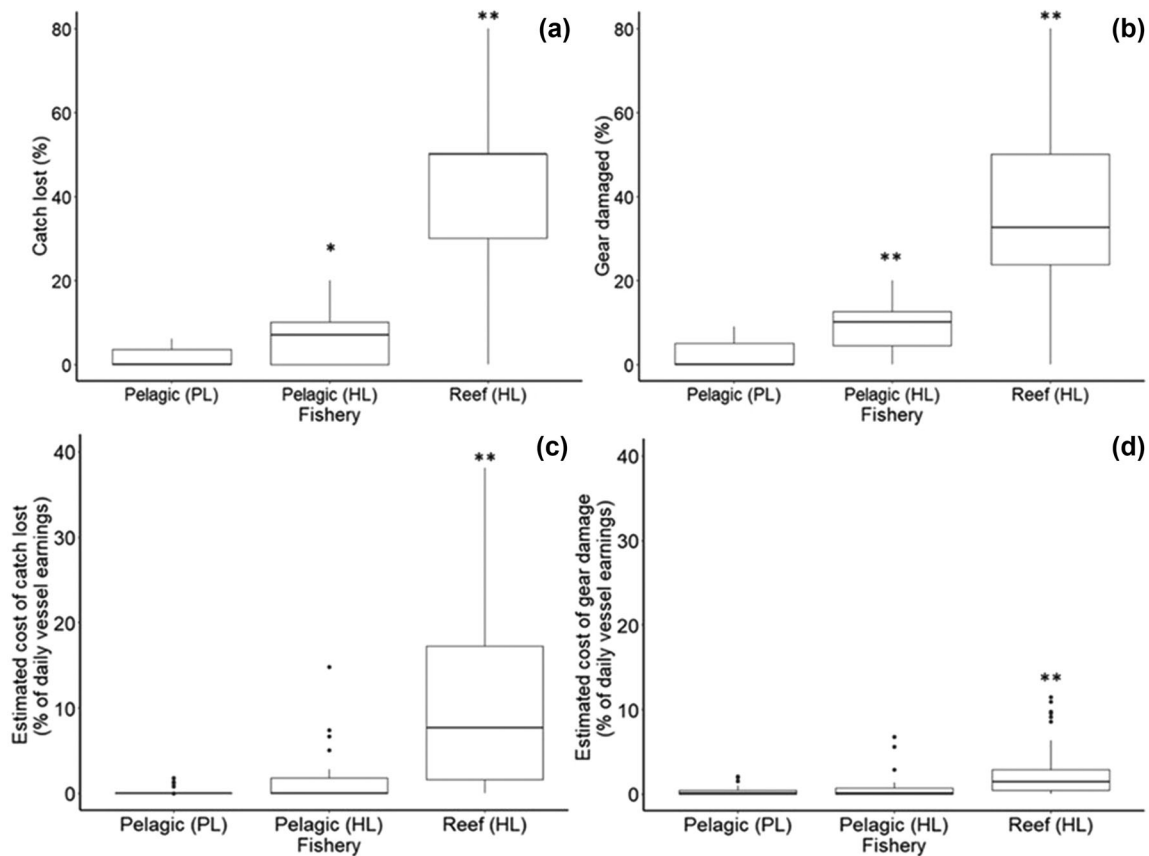 (a)
**
80
60
40
20
0
*
Catch lost (%)
Pelagic (PL) Pelagic (HL) Reef (HL)
Fishery
(b)
**
80
60
40
20
0
**
Gear damaged (%)
Pelagic (PL) Pelagic (HL) Reef (HL)
Fishery
(c)
**
40
30
20
10
0
Estimated cost of catch lost
(% of daily vessel earnings)
Pelagic (PL) Pelagic (HL) Reef (HL)
Fishery
(d)
40
30
20
10
0
**
Estimated cost of gear damage
(% of daily vessel earnings)
Pelagic (PL) Pelagic (HL) Reef (HL)
Fishery